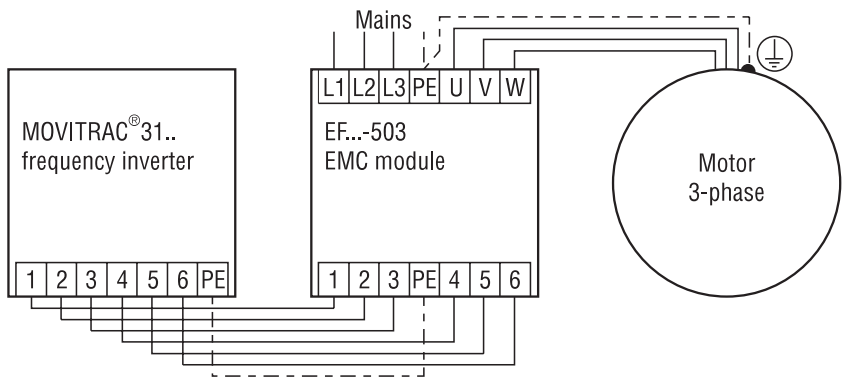 Mains
L1 L2 L3 PE U V W
MOVITRAC®31..
frequency inverter
EF...-503
EMC module
Motor
3-phase
1 2 3 4 5 6 PE
1 2 3 PE 4 5 6